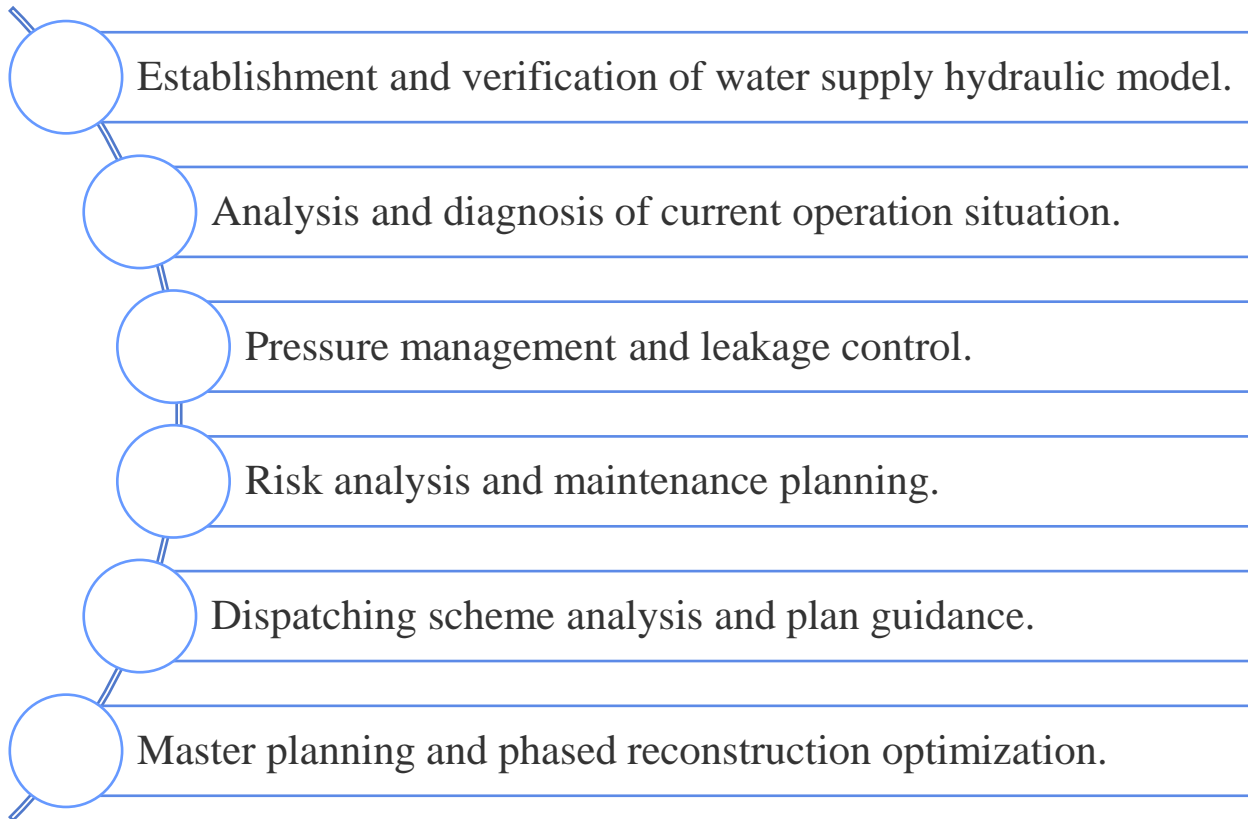 Establishment and verification of water supply hydraulic model.
Analysis and diagnosis of current operation situation.
Pressure management and leakage control.
Risk analysis and maintenance planning.
Dispatching scheme analysis and plan guidance.
Master planning and phased reconstruction optimization.